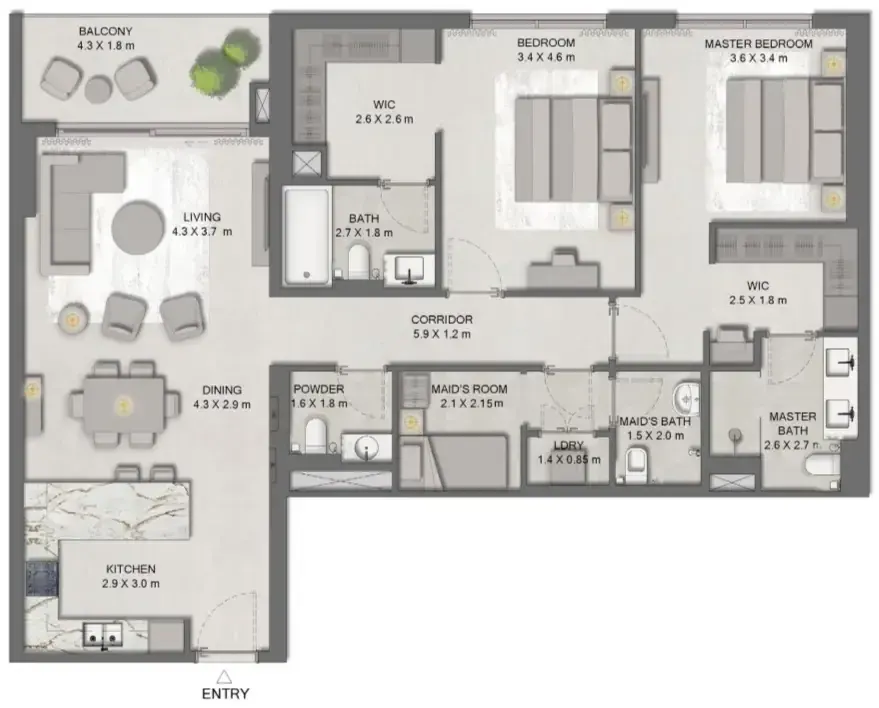 BALCONY
4.3 X 1.8 m
BEDROOM
3.4 X 4.6 m
MASTER BEDROOM
3.6 X 3.4 m
WIC
2.6 X 2.6 m
LIVING
4.3 X 3.7 m
BATH
2.7 X 1.8 m
WIC
2.5 X 1.8 m
CORRIDOR
5.9 X 1.2 m
DINING
4.3 X 2.9 m
POWDER
1.6 X 1.8 m
MAID'S ROOM
2.1 X 2.15m
MAID'S BATH
1.5 X 2.0 m
MASTER
BATH
2.6 X 2.7 m
LDRY
1.4 X 0.85 m
KITCHEN
2.9 X 3.0 m
ENTRY